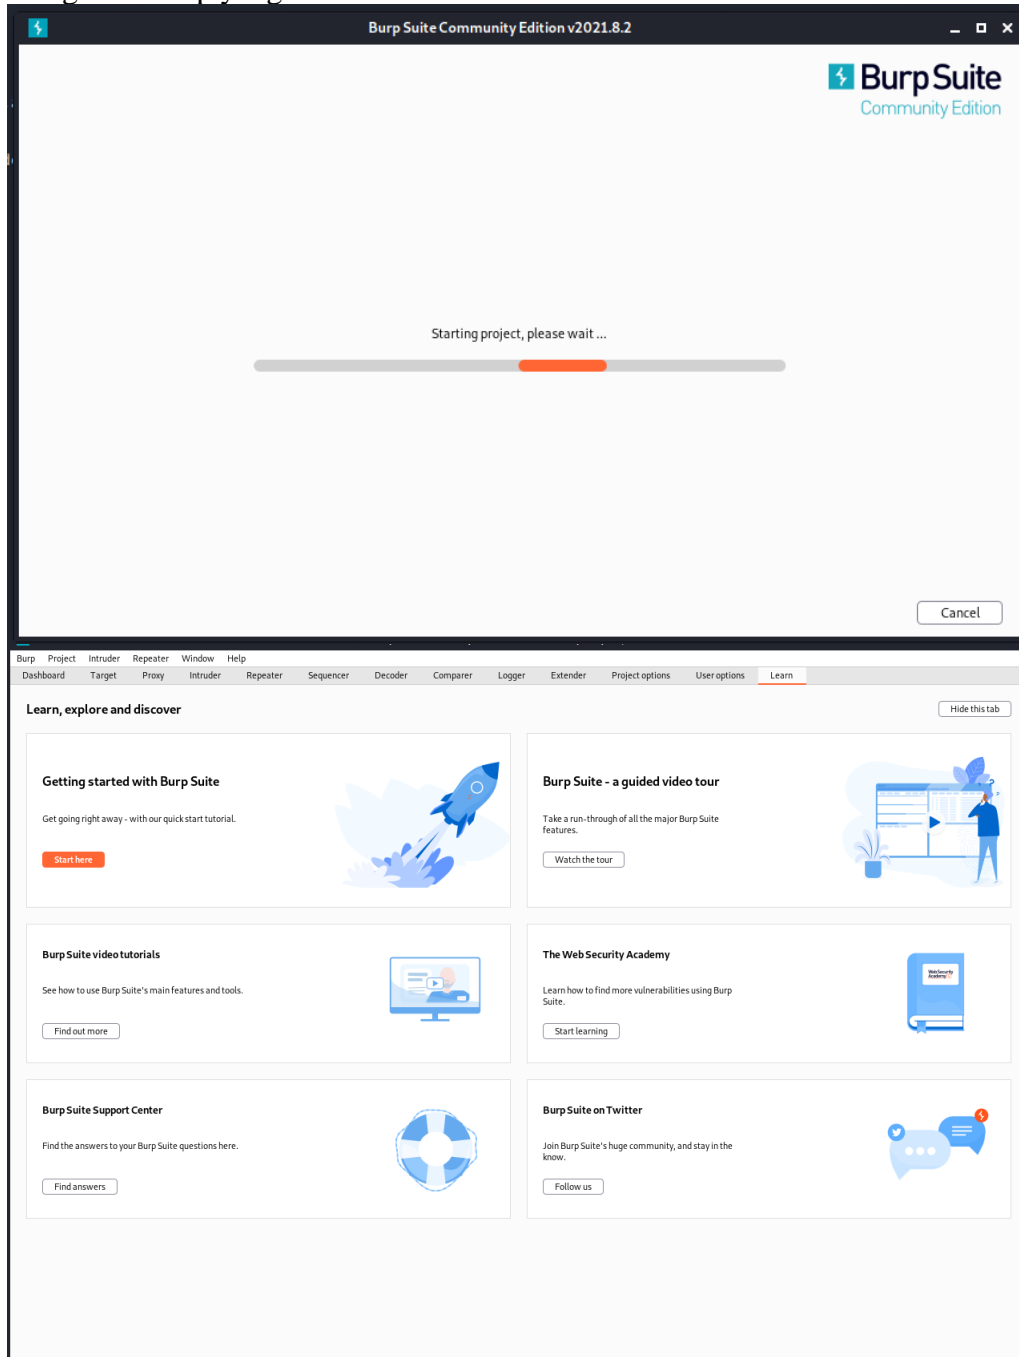 Burp Suite Community Edition v2021.8.2
Burp Suite
Community Edition
Starting project, please wait ...
Cancel
Burp Project Intruder Repeater Window Help
Dashboard Target Proxy Intruder Repeater Sequencer Decoder Comparer Logger Extender Project options User options Learn
Learn, explore and discover
Hide this tab
Getting started with Burp Suite
Get going right away - with our quick start tutorial.
Start here
Burp Suite - a guided video tour
Take a run-through of all the major Burp Suite
features.
Watch the tour
Burp Suite video tutorials
See how to use Burp Suite's main features and tools.
Find out more
The Web Security Academy
Learn how to find more vulnerabilities using Burp
Suite.
Start learning
WebSecurity
Academy
Burp Suite Support Center
Find the answers to your Burp Suite questions here.
Find answers
Burp Suite on Twitter
Join Burp Suite's huge community, and stay in the
know.
Follow us